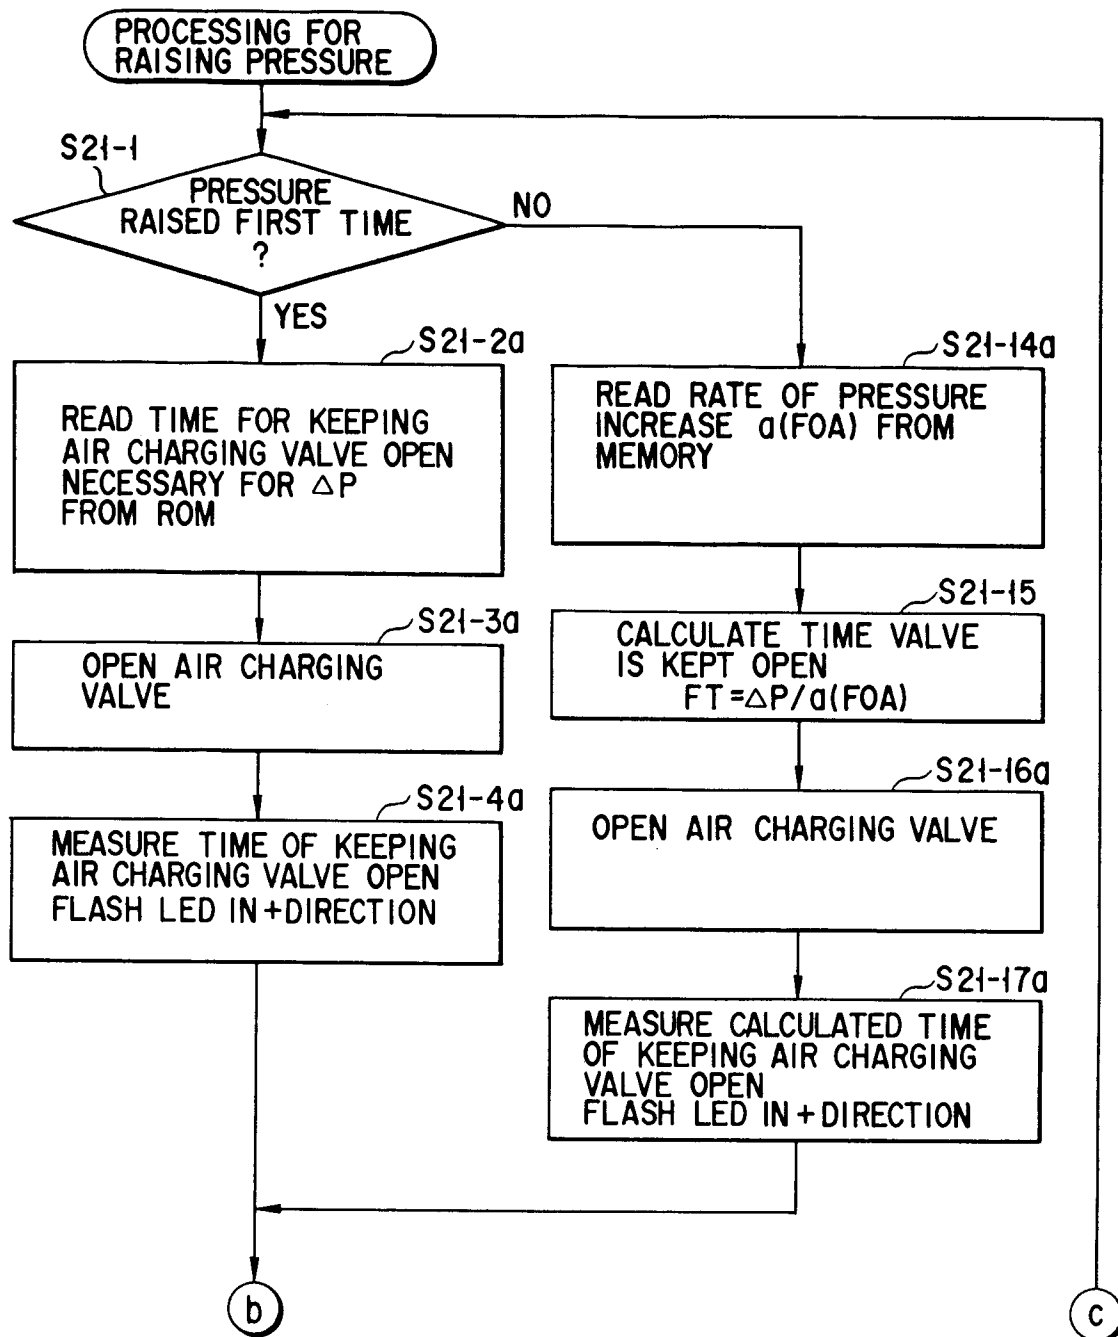 PROCESSING FOR
RAISING PRESSURE
S21-1
PRESSURE
RAISED FIRST TIME
?
NO
YES
S21-2a
READ TIME FOR KEEPING
AIR CHARGING VALVE OPEN
NECESSARY FOR △P
FROM ROM
S21-3a
OPEN AIR CHARGING
VALVE
S21-4a
MEASURE TIME OF KEEPING
AIR CHARGING VALVE OPEN
FLASH LED IN +DIRECTION
S21-14a
READ RATE OF PRESSURE
INCREASE a(FOA) FROM
MEMORY
S21-15
CALCULATE TIME VALVE
IS KEPT OPEN
FT=△P/a(FOA)
S21-16a
OPEN AIR CHARGING VALVE
S21-17a
MEASURE CALCULATED TIME
OF KEEPING AIR CHARGING
VALVE OPEN
FLASH LED IN +DIRECTION
b
c